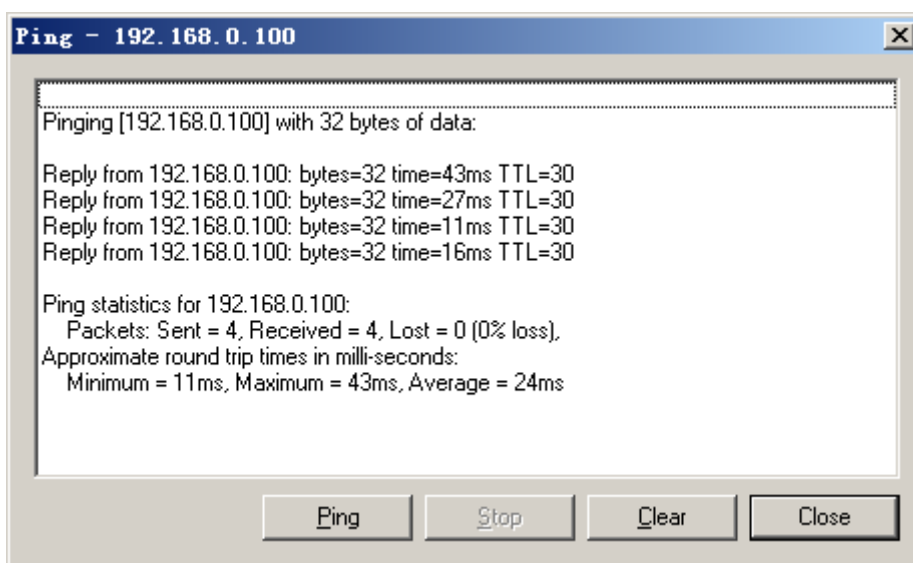 Ping - 192.168.0.100
Pinging [192.168.0.100] with 32 bytes of data:
Reply from 192.168.0.100: bytes=32 time=43ms TTL=30
Reply from 192.168.0.100: bytes=32 time=27ms TTL=30
Reply from 192.168.0.100: bytes=32 time=11ms TTL=30
Reply from 192.168.0.100: bytes=32 time=16ms TTL=30
Ping statistics for 192.168.0.100:
Packets: Sent = 4, Received = 4, Lost = 0 (0% loss),
Approximate round trip times in milli-seconds:
Minimum = 11ms, Maximum = 43ms, Average = 24ms
Ping Stop Clear Close